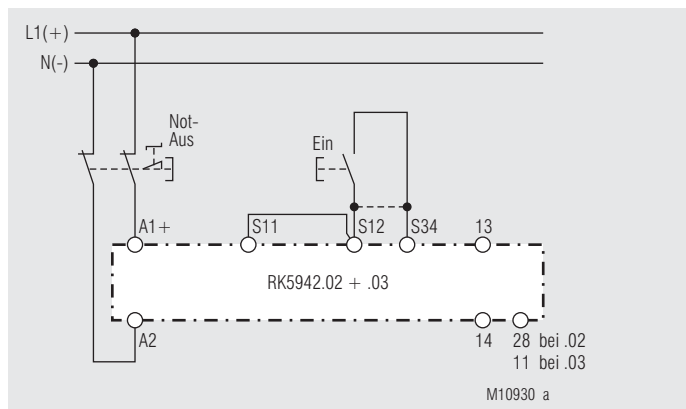 L1(+)
N(-)
Not-
Aus
Ein
A1+
S11
S12
S34
13
RK5942.02 + .03
A2
14
28 bei .02
11 bei .03
M10930 a